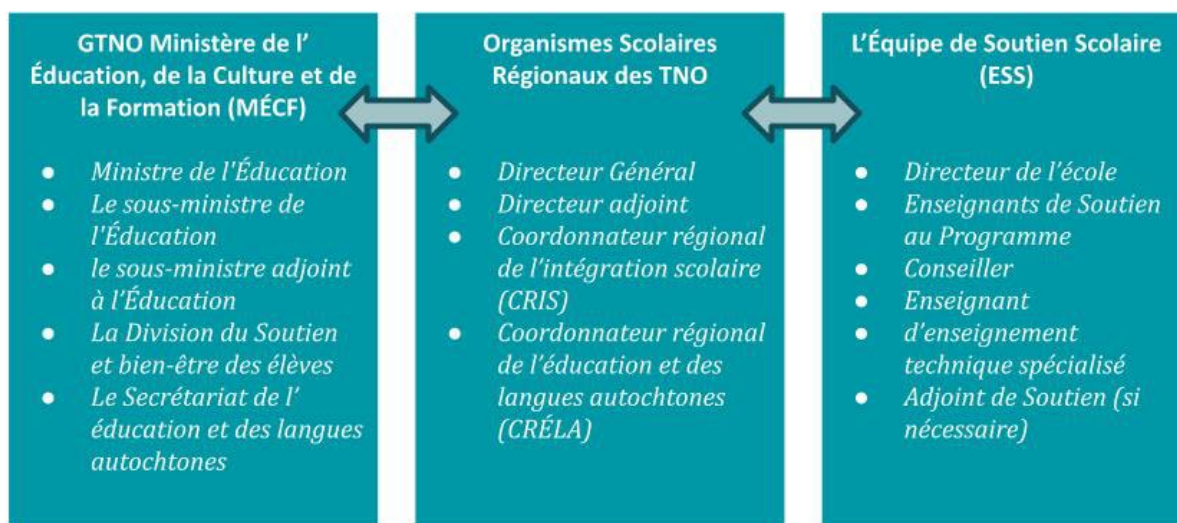 GTNO Ministère de l’
Éducation, de la Culture et de
la Formation (MÉCF)
● Ministre de l'Éducation
● Le sous-ministre de
l'Éducation
● le sous-ministre adjoint
à l’Éducation
● La Division du Soutien
et bien-être des élèves
● Le Secrétariat de l’
éducation et des langues
autochtones
Organismes Scolaires
Régionaux des TNO
● Directeur Général
● Directeur adjoint
● Coordonnateur régional
de l’intégration scolaire
(CRIS)
● Coordonnateur régional
de l’éducation et des
langues autochtones
(CRÉLA)
L’Équipe de Soutien Scolaire
(ESS)
● Directeur de l’école
● Enseignants de Soutien
au Programme
● Conseiller
● Enseignant
● d’enseignement
technique spécialisé
● Adjoint de Soutien (si
nécessaire)